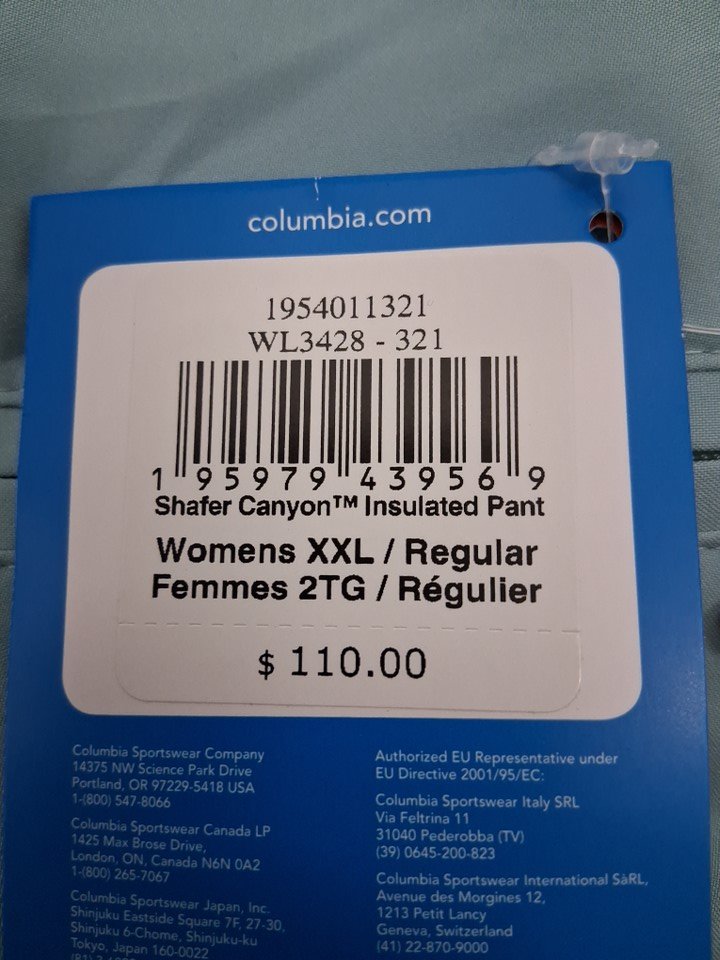 columbia.com
1954011321
WL3428 - 321
1 95979 43956 9
Shafer Canyon™ Insulated Pant
Womens XXL / Regular
Femmes 2TG / Régulier
$ 110.00
Columbia Sportswear Company
14375 NW Science Park Drive
Portland, OR 97229-5418 USA
1-(800) 547-8066
Columbia Sportswear Canada LP
1425 Max Brose Drive,
London, ON, Canada N6N 0A2
1-(800) 265-7067
Columbia Sportswear Japan, Inc.
Shinjuku Eastside Square 7F, 27-30,
Shinjuku 6-Chome, Shinjuku-ku
Tokyo, Japan 160-0022
Authorized EU Representative under
EU Directive 2001/95/EC:
Columbia Sportswear Italy SRL
Via Feltrina 11
31040 Pederobba (TV)
(39) 0645-200-823
Columbia Sportswear International SàRL,
Avenue des Morgines 12,
1213 Petit Lancy
Geneva, Switzerland
(41) 22-870-9000